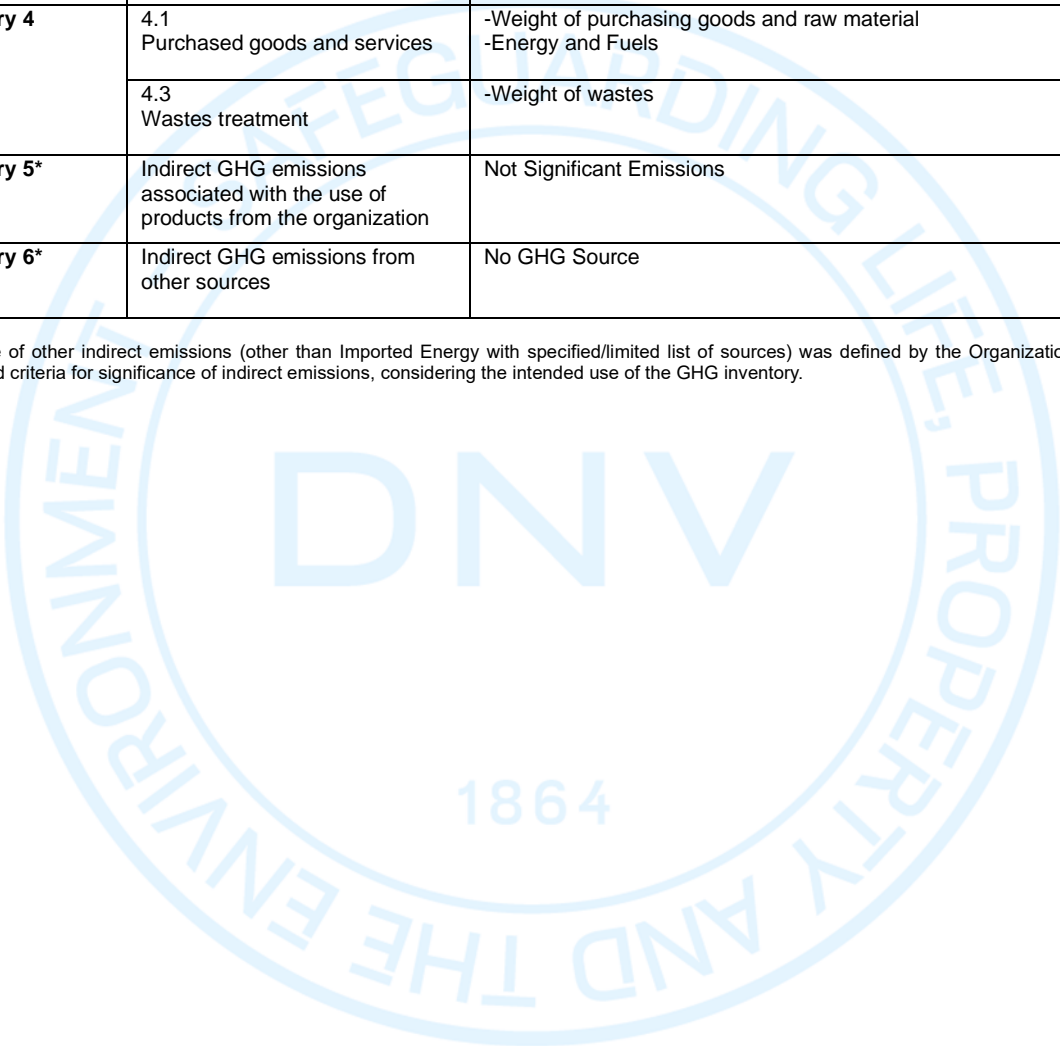 ry 4
4.1
Purchased goods and services
-Weight of purchasing goods and raw material
-Energy and Fuels
4.3
Wastes treatment
-Weight of wastes
ry 5*
Indirect GHG emissions
associated with the use of
products from the organization
Not Significant Emissions
ry 6*
Indirect GHG emissions from
other sources
No GHG Source
of other indirect emissions (other than Imported Energy with specified/limited list of sources) was defined by the Organizatio
d criteria for significance of indirect emissions, considering the intended use of the GHG inventory.
SAFEGUARDING LIFE, PROPERTY AND THE ENVIRONMENT
DNV
1864